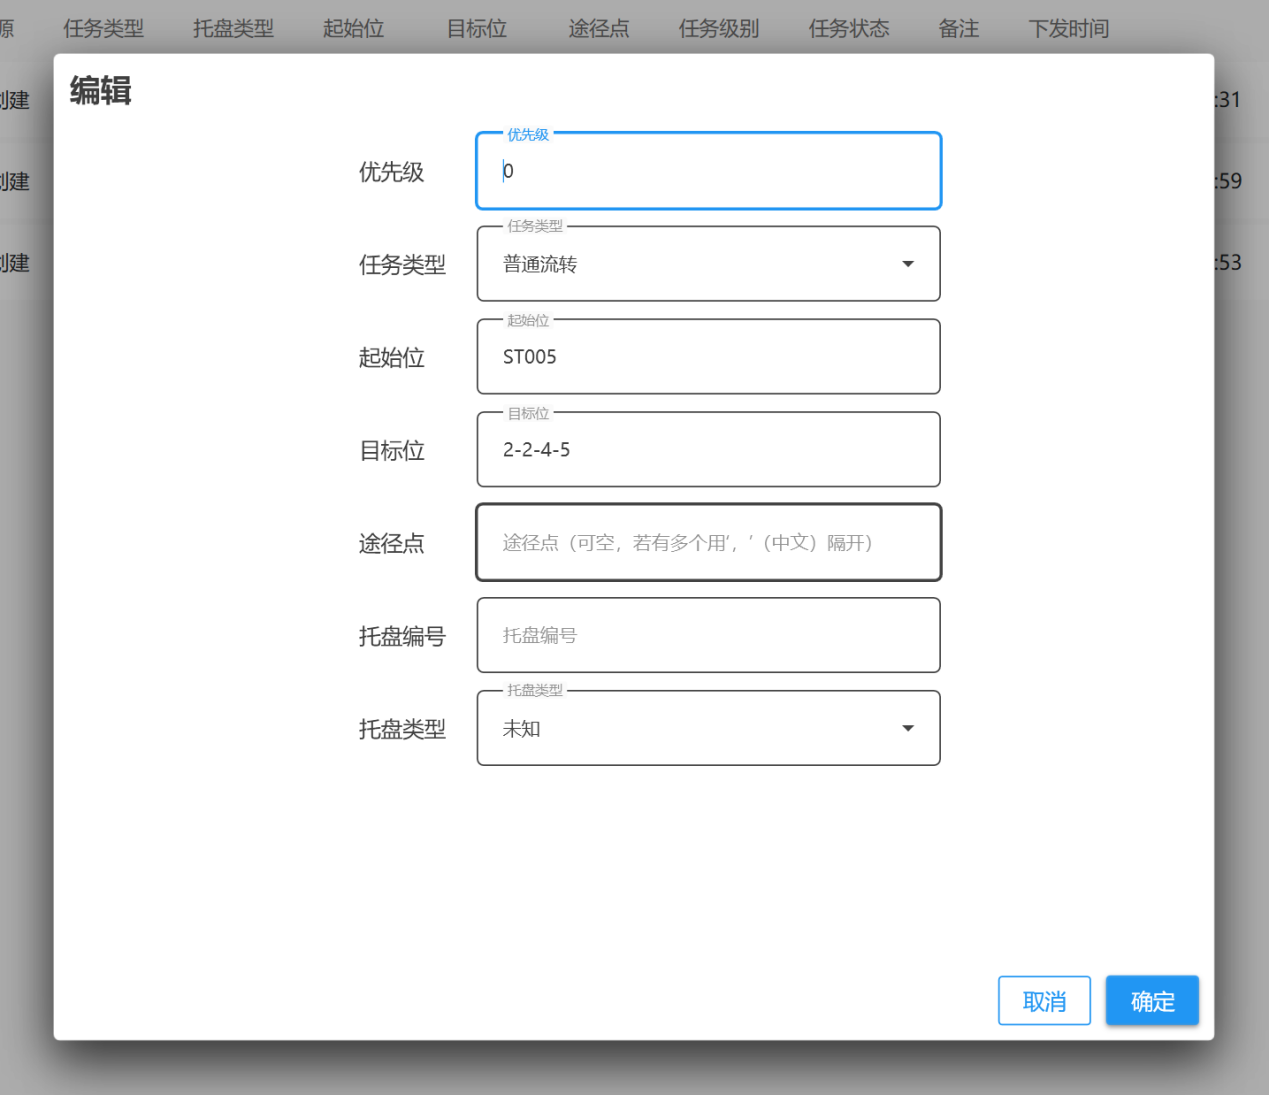 源 任务类型 托盘类型 起始位 目标位 途径点 任务级别 任务状态 备注 下发时间
编辑
创建 :31
优先级
优先级 0
创建 :59
任务类型
任务类型 普通流转
创建 :53
起始位
起始位 ST005
目标位
目标位 2-2-4-5
途径点 途径点（可空，若有多个用‘，’（中文）隔开）
托盘编号 托盘编号
托盘类型
托盘类型 未知
取消 确定